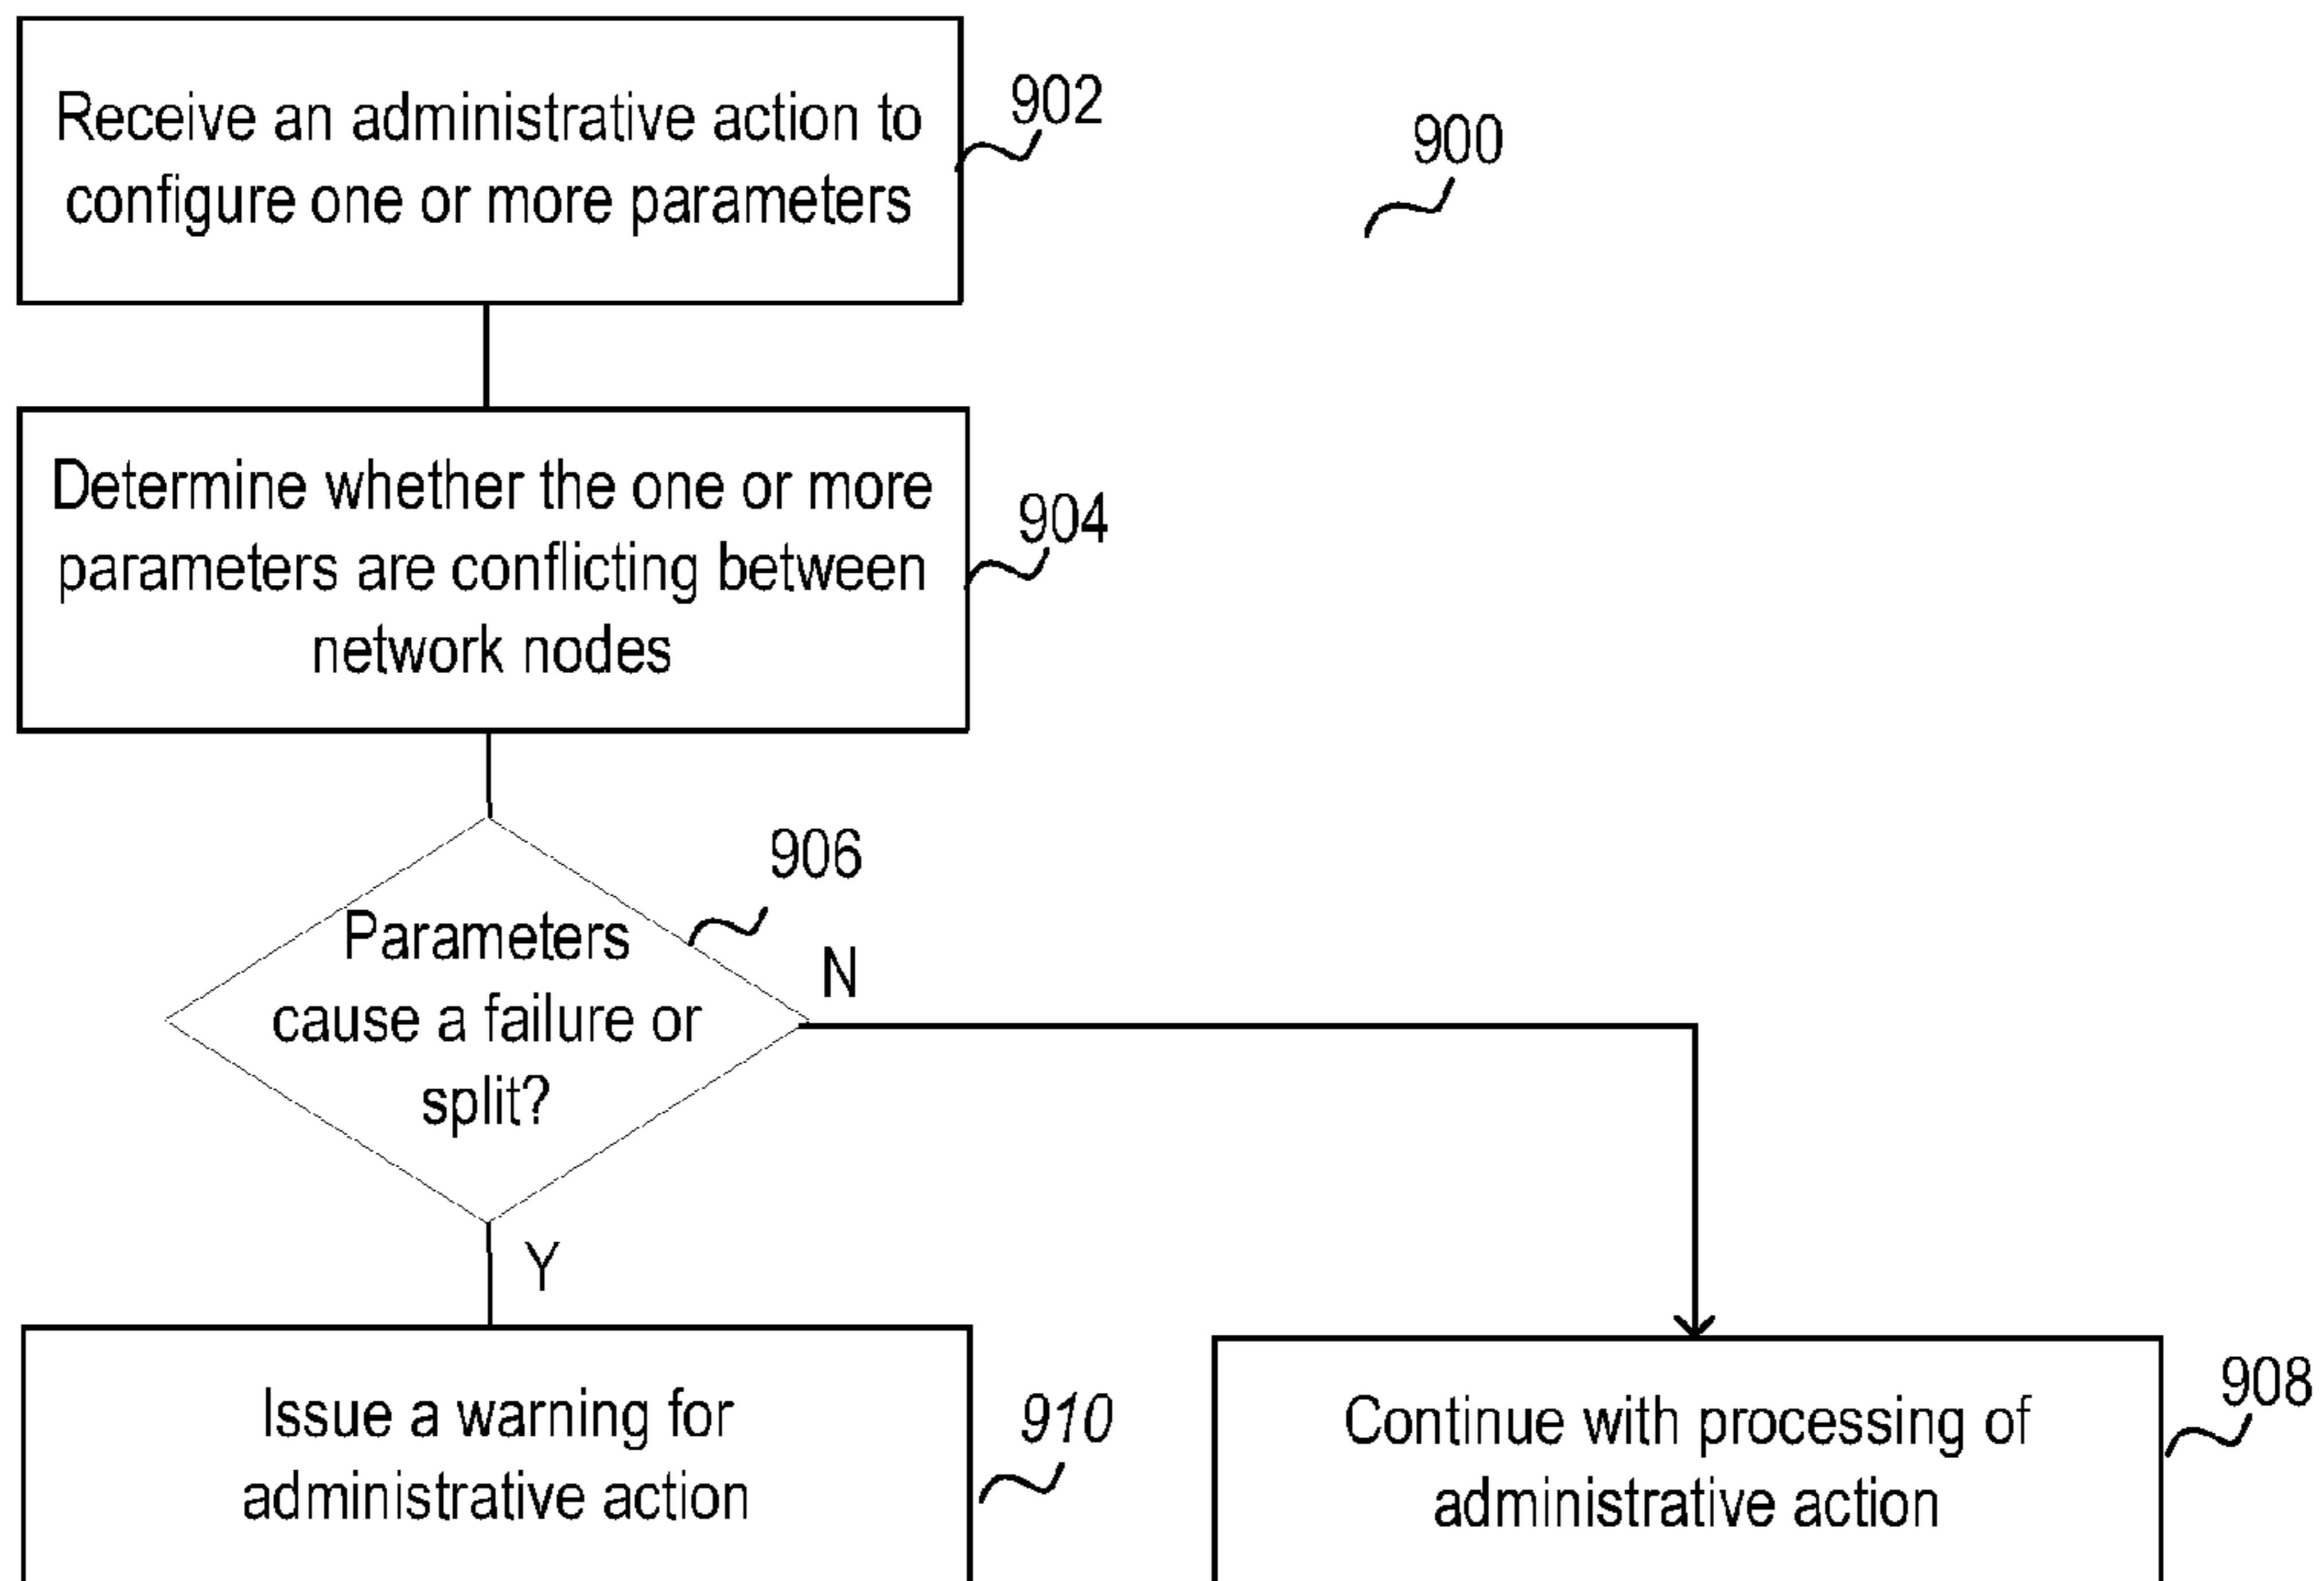 Receive an administrative action to
configure one or more parameters
902
900
Determine whether the one or more
parameters are conflicting between
network nodes
904
906
Parameters
cause a failure or
split?
N
Y
Issue a warning for
administrative action
910
Continue with processing of
administrative action
908